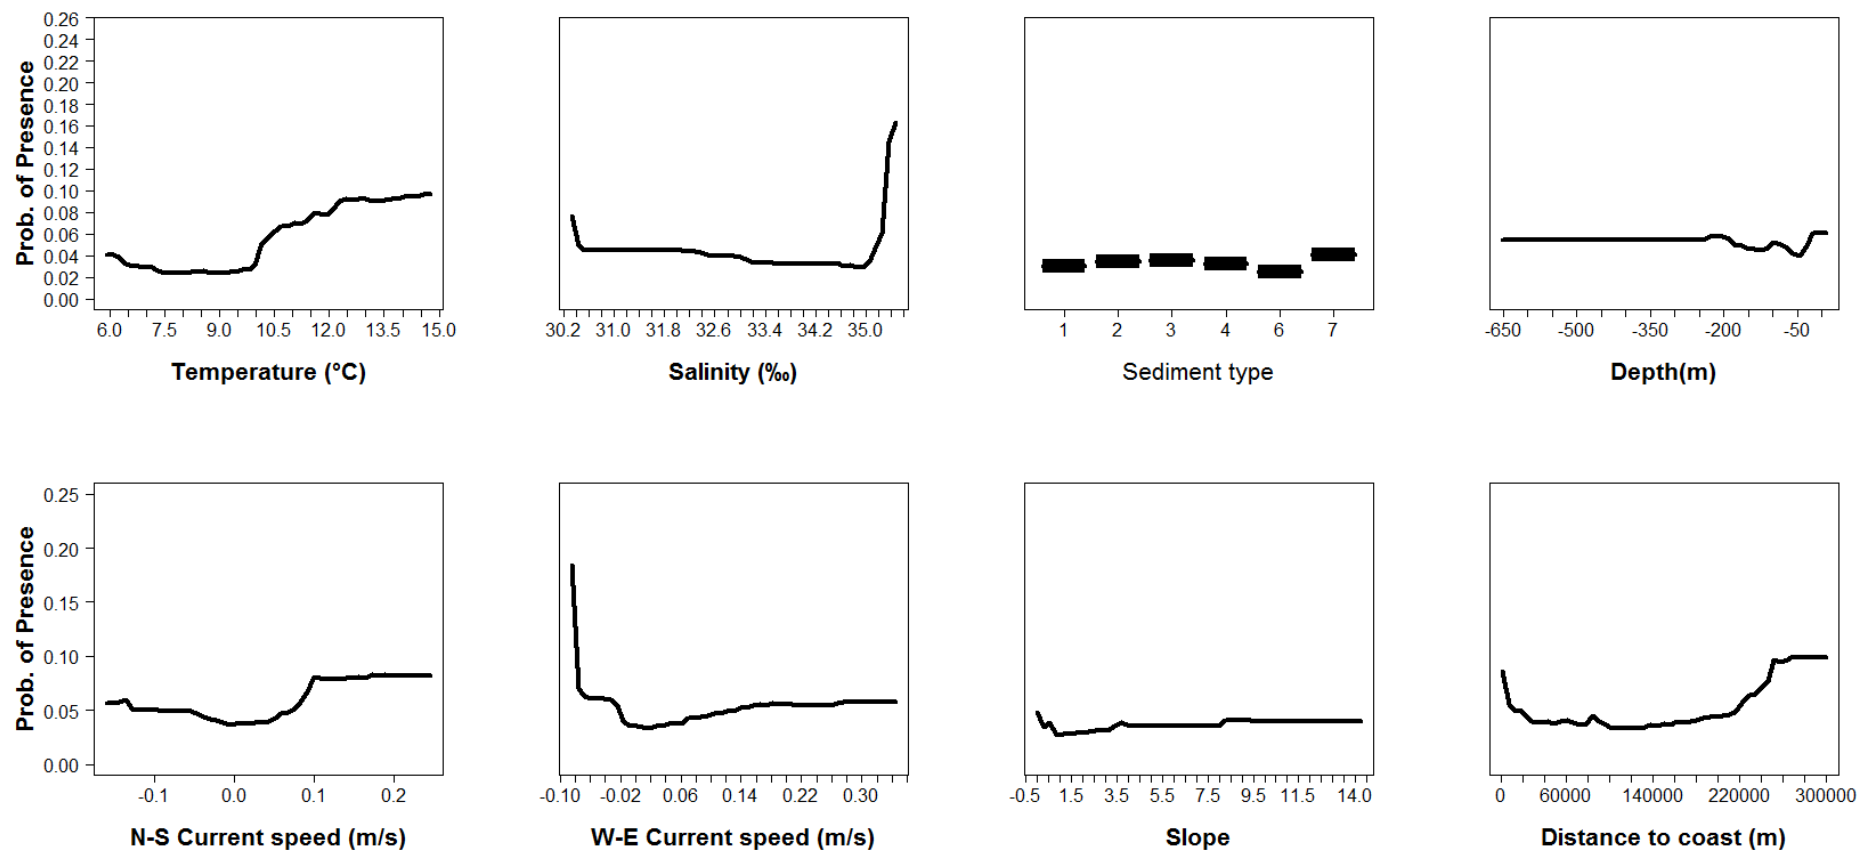 Prob. of Presence
0.26
0.24
0.22
0.20
0.18
0.16
0.14
0.12
0.10
0.08
0.06
0.04
0.02
0.00
6.0 7.5 9.0 10.5 12.0 13.5 15.0
Temperature (°C)
30.2 31.0 31.8 32.6 33.4 34.2 35.0
Salinity (‰)
1 2 3 4 6 7
Sediment type
-650 -500 -350 -200 -50
Depth(m)
Prob. of Presence
0.25
0.20
0.15
0.10
0.05
0.00
-0.1 0.0 0.1 0.2
N-S Current speed (m/s)
-0.10 -0.02 0.06 0.14 0.22 0.30
W-E Current speed (m/s)
-0.5 1.5 3.5 5.5 7.5 9.5 11.5 14.0
Slope
0 60000 140000 220000 300000
Distance to coast (m)